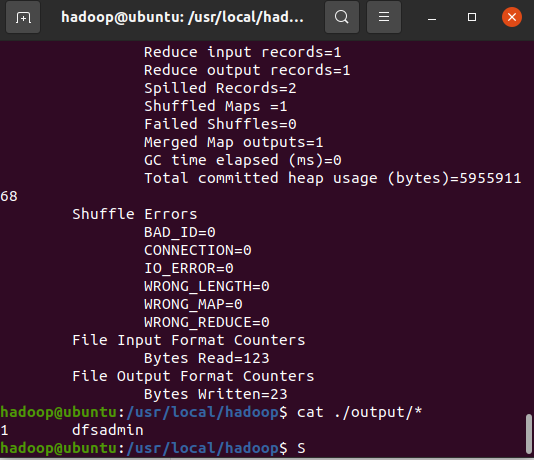 hadoop@ubuntu: /usr/local/had...
Reduce input records=1
Reduce output records=1
Spilled Records=2
Shuffled Maps =1
Failed Shuffles=0
Merged Map outputs=1
GC time elapsed (ms)=0
Total committed heap usage (bytes)=5955911
68
Shuffle Errors
BAD_ID=0
CONNECTION=0
IO_ERROR=0
WRONG_LENGTH=0
WRONG_MAP=0
WRONG_REDUCE=0
File Input Format Counters
Bytes Read=123
File Output Format Counters
Bytes Written=23
hadoop@ubuntu:/usr/local/hadoop$ cat ./output/*
1 dfsadmin
hadoop@ubuntu:/usr/local/hadoop$ S